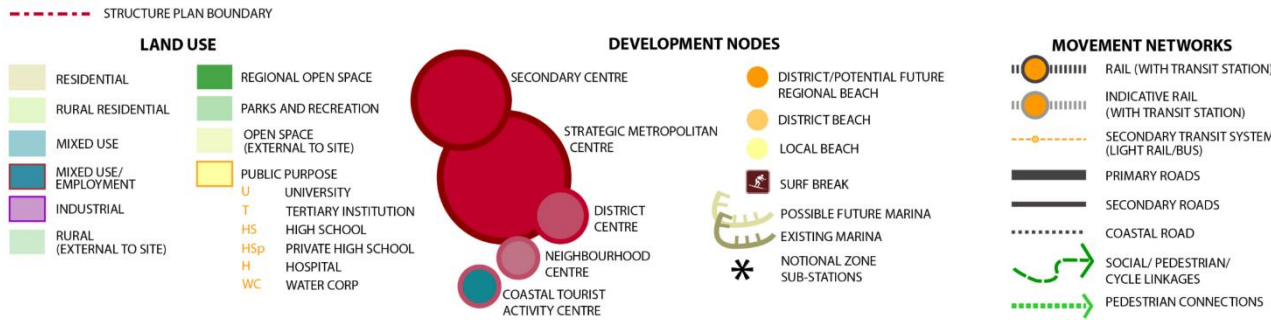 STRUCTURE PLAN BOUNDARY
LAND USE
RESIDENTIAL
RURAL RESIDENTIAL
MIXED USE
MIXED USE/
EMPLOYMENT
INDUSTRIAL
RURAL
(EXTERNAL TO SITE)
REGIONAL OPEN SPACE
PARKS AND RECREATION
OPEN SPACE
(EXTERNAL TO SITE)
PUBLIC PURPOSE
U UNIVERSITY
T TERTIARY INSTITUTION
HS HIGH SCHOOL
HSp PRIVATE HIGH SCHOOL
H HOSPITAL
WC WATER CORP
DEVELOPMENT NODES
SECONDARY CENTRE
STRATEGIC METROPOLITAN
CENTRE
DISTRICT
CENTRE
NEIGHBOURHOOD
CENTRE
COASTAL TOURIST
ACTIVITY CENTRE
DISTRICT/POTENTIAL FUTURE
REGIONAL BEACH
DISTRICT BEACH
LOCAL BEACH
SURF BREAK
POSSIBLE FUTURE MARINA
EXISTING MARINA
* NOTIONAL ZONE
SUB-STATIONS
MOVEMENT NETWORKS
RAIL (WITH TRANSIT STATION)
INDICATIVE RAIL
(WITH TRANSIT STATION)
SECONDARY TRANSIT SYSTEM
(LIGHT RAIL/BUS)
PRIMARY ROADS
SECONDARY ROADS
COASTAL ROAD
SOCIAL/ PEDESTRIAN/
CYCLE LINKAGES
PEDESTRIAN CONNECTIONS